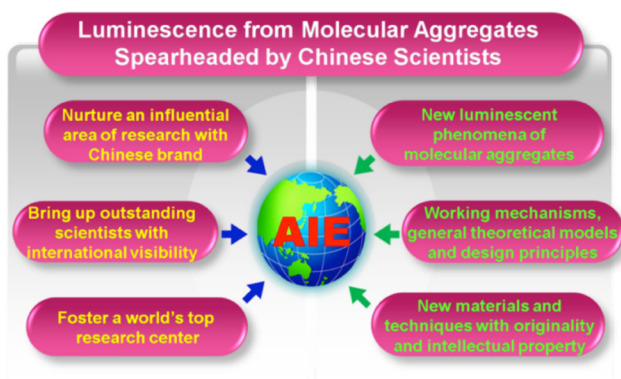 Luminescence from Molecular Aggregates
Spearheaded by Chinese Scientists
Nurture an influential
area of research with
Chinese brand
Bring up outstanding
scientists with
international visibility
Foster a world's top
research center
AIE
New luminescent
phenomena of
molecular aggregates
Working mechanisms,
general theoretical models
and design principles
New materials and
techniques with originality
and intellectual property